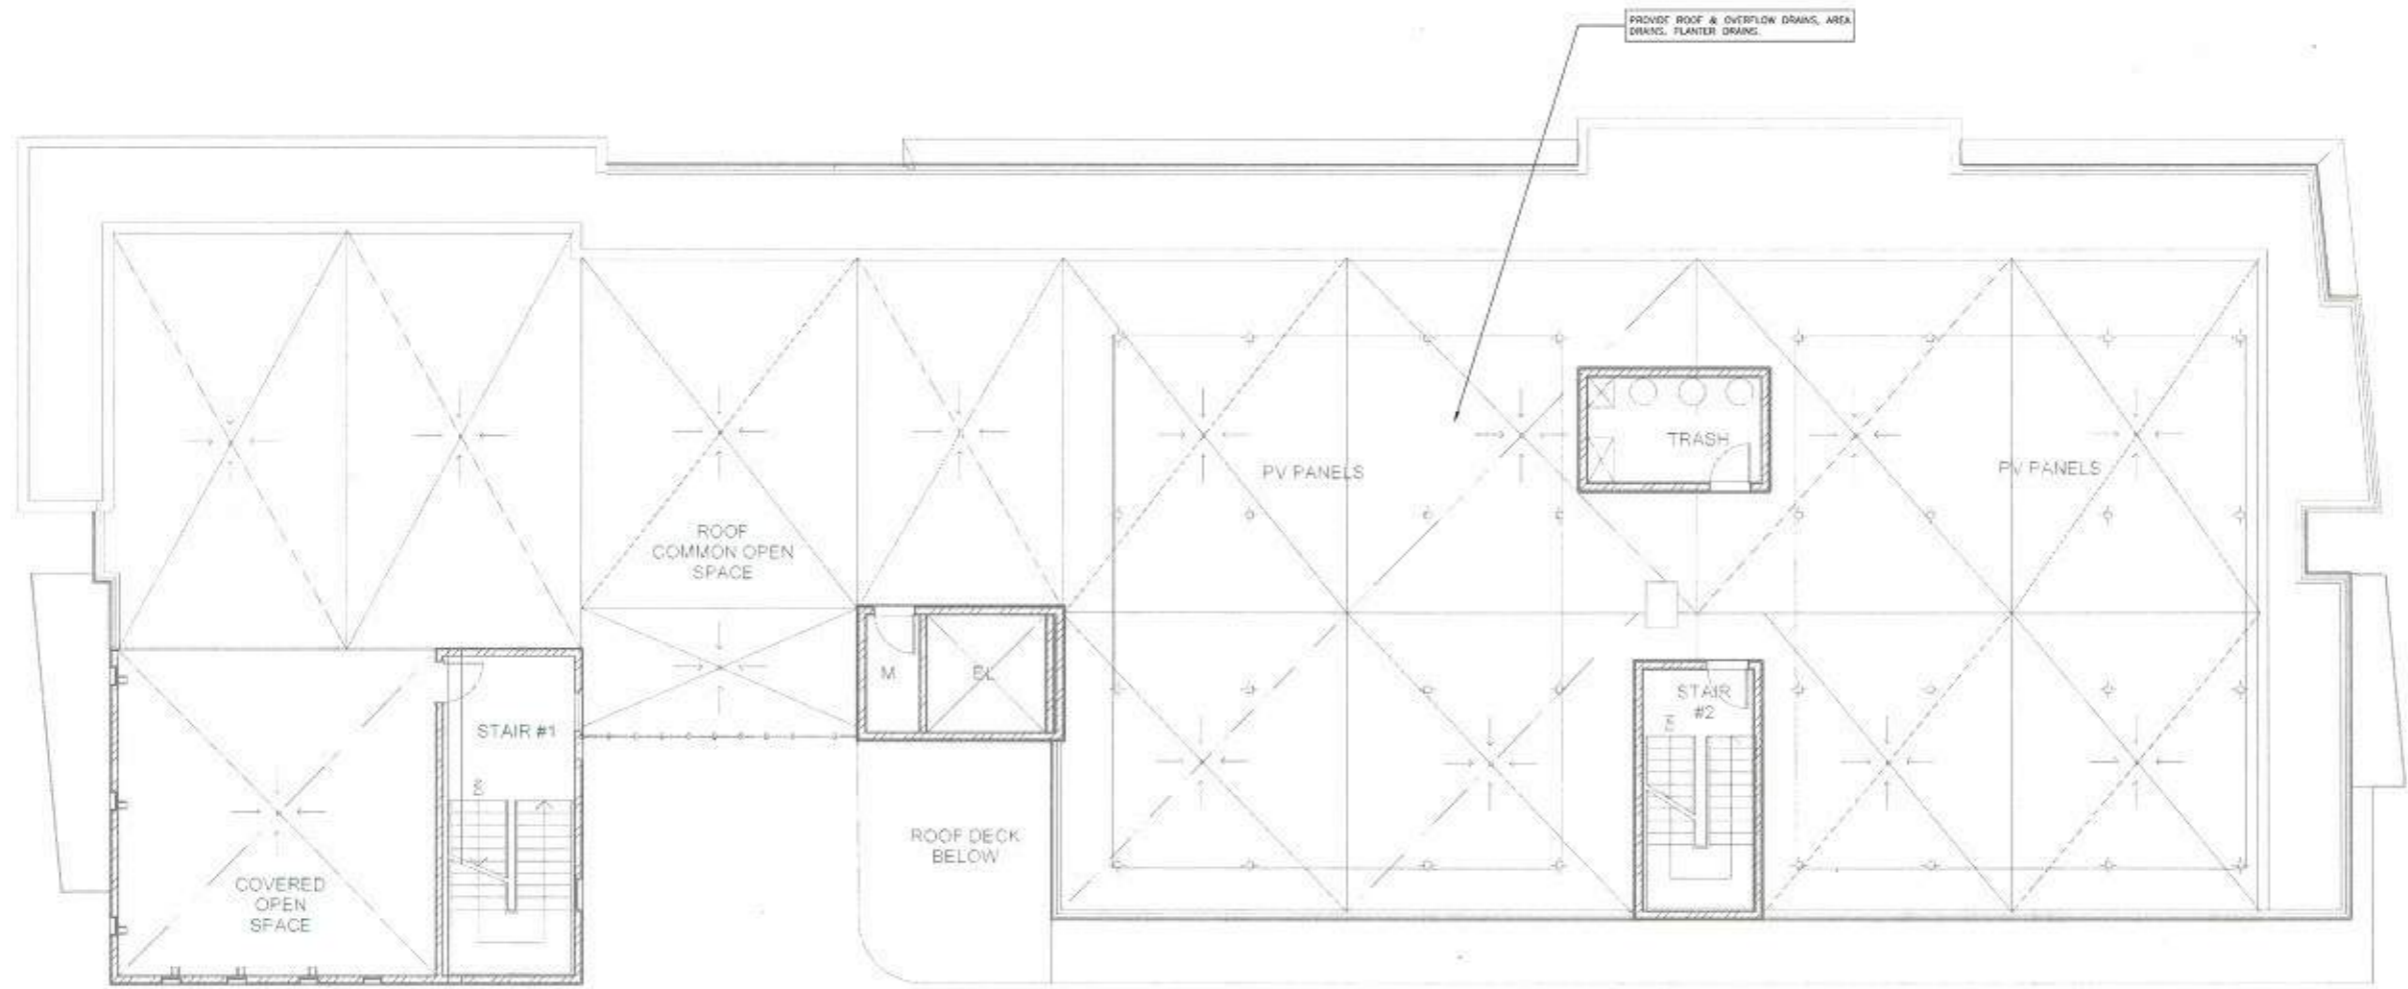 PROVIDE ROOF & OVERFLOW DRAINS, AREA
DRAINS, PLANTER DRAINS.
TRASH
PV PANELS
PV PANELS
ROOF
COMMON OPEN
SPACE
M
EL
STAIR #1
STAIR
#2
ROOF DECK
BELOW
COVERED
OPEN
SPACE